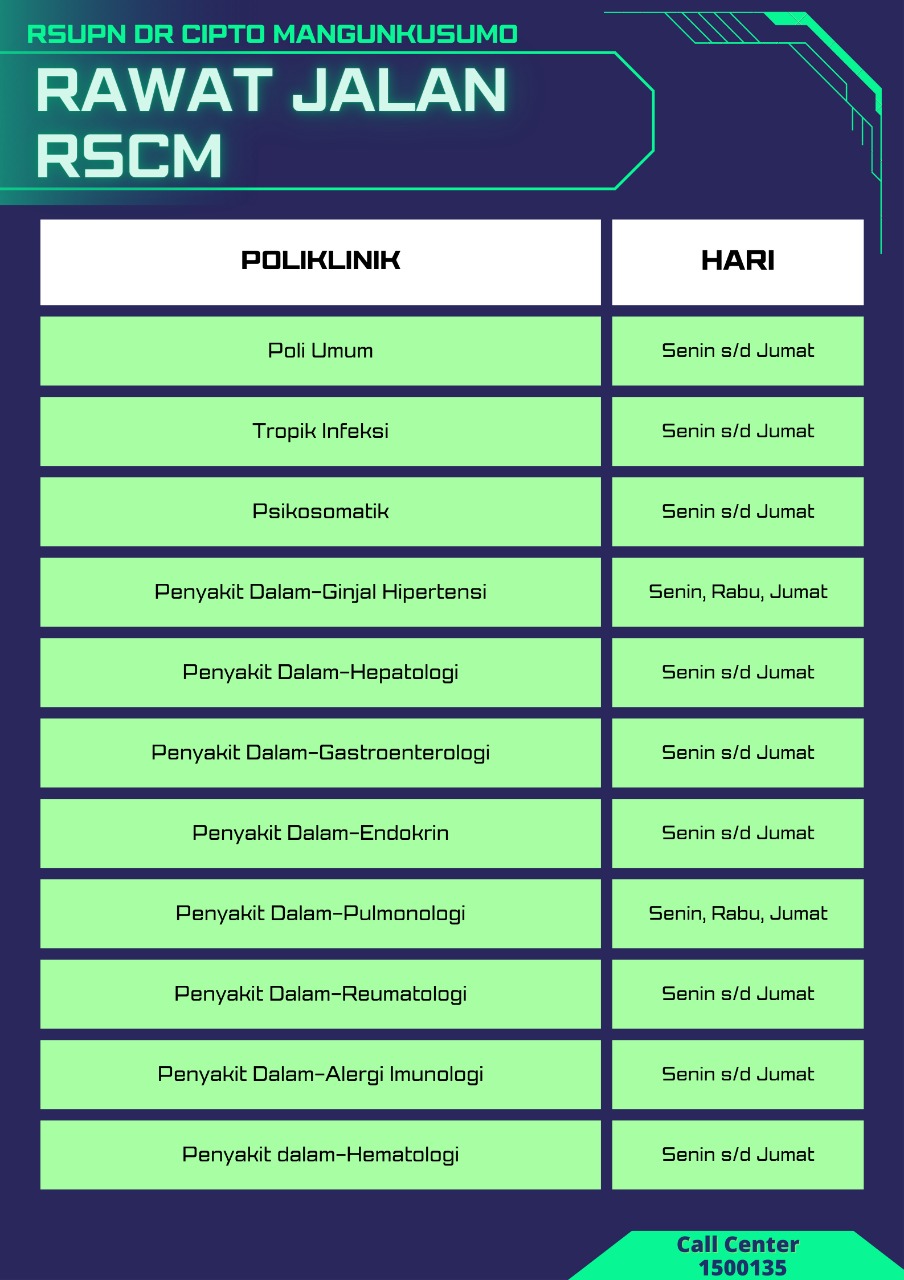 RSUPN DR CIPTO MANGUNKUSUMO
RAWAT JALAN
RSCM
POLIKLINIK HARI
Poli Umum Senin s/d Jumat
Tropik Infeksi Senin s/d Jumat
Psikosomatik Senin s/d Jumat
Penyakit Dalam-Ginjal Hipertensi Senin, Rabu, Jumat
Penyakit Dalam-Hepatologi Senin s/d Jumat
Penyakit Dalam-Gastroenterologi Senin s/d Jumat
Penyakit Dalam-Endokrin Senin s/d Jumat
Penyakit Dalam-Pulmonologi Senin, Rabu, Jumat
Penyakit Dalam-Reumatologi Senin s/d Jumat
Penyakit Dalam-Alergi Imunologi Senin s/d Jumat
Penyakit dalam-Hematologi Senin s/d Jumat
Call Center
1500135